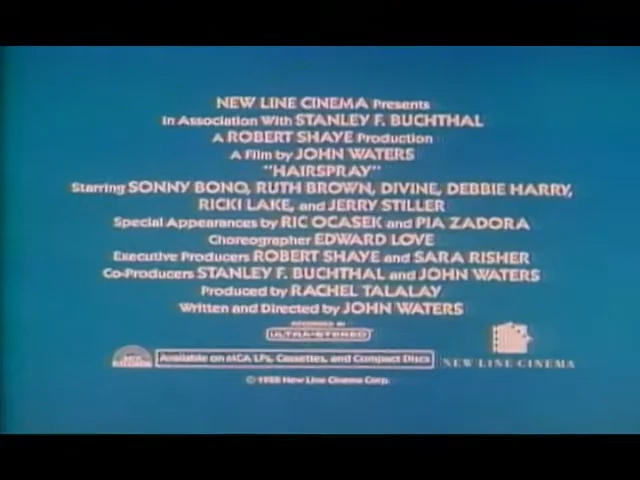 NEW LINE CINEMA Presents
In Association With STANLEY F. BUCHTHAL
A ROBERT SHAYE Production
A Film by JOHN WATERS
"HAIRSPRAY"
Starring SONNY BONO, RUTH BROWN, DIVINE, DEBBIE HARRY,
RICKI LAKE, and JERRY STILLER
Special Appearances by RIC OCASEK and PIA ZADORA
Choreographer EDWARD LOVE
Executive Producers ROBERT SHAYE and SARA RISHER
Co-Producers STANLEY F. BUCHTHAL and JOHN WATERS
Produced by RACHEL TALALAY
Written and Directed by JOHN WATERS
RECORDED IN
ULTRA-STEREO
MCA RECORDS
Available on MCA LPs, Cassettes, and Compact Discs
NEW LINE CINEMA
© 1988 New Line Cinema Corp.